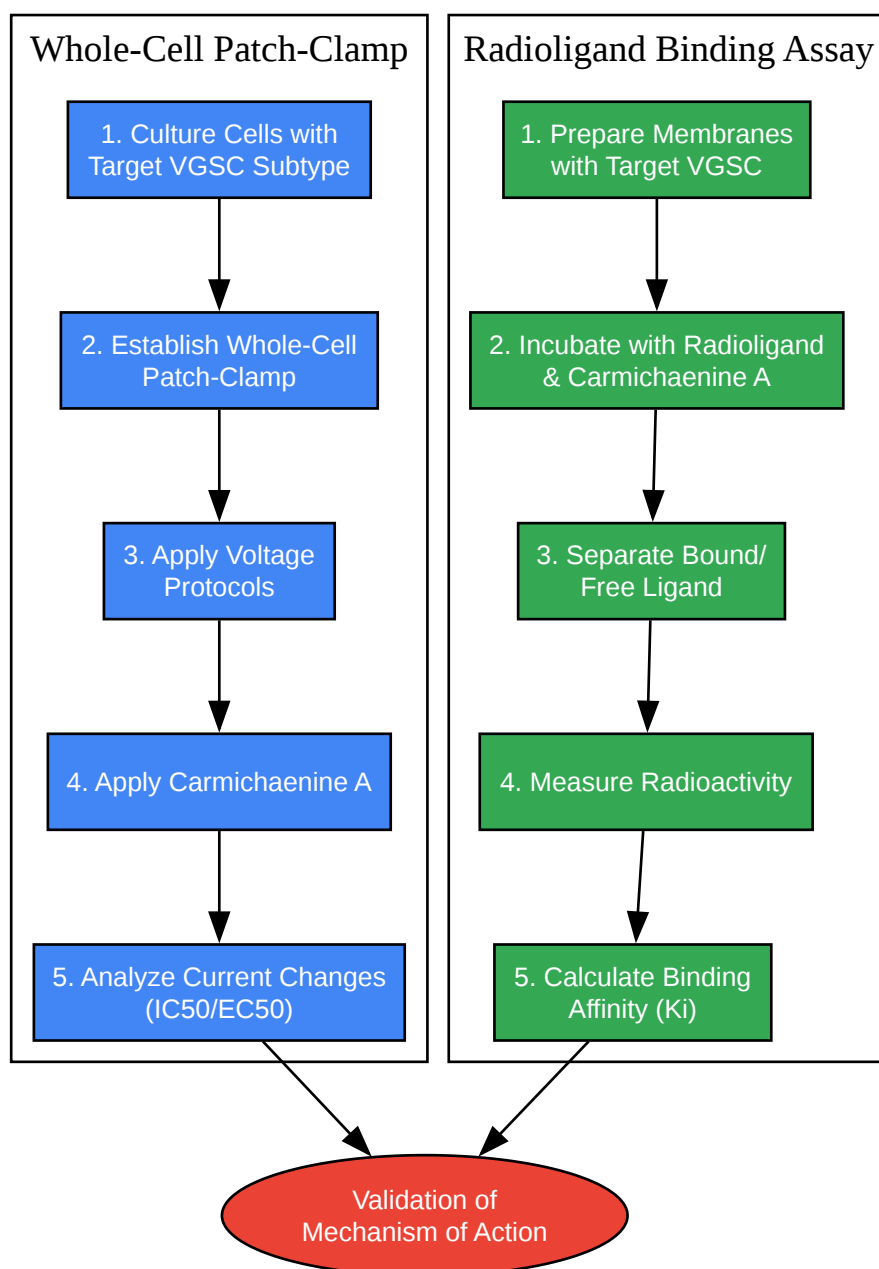 Whole-Cell Patch-Clamp
1. Culture Cells with
Target VGSC Subtype
2. Establish Whole-Cell
Patch-Clamp
3. Apply Voltage
Protocols
4. Apply Carmichaenine A
5. Analyze Current Changes
(IC50/EC50)
Radioligand Binding Assay
1. Prepare Membranes
with Target VGSC
2. Incubate with Radioligand
& Carmichaenine A
3. Separate Bound/
Free Ligand
4. Measure Radioactivity
5. Calculate Binding
Affinity (Ki)
Validation of
Mechanism of Action